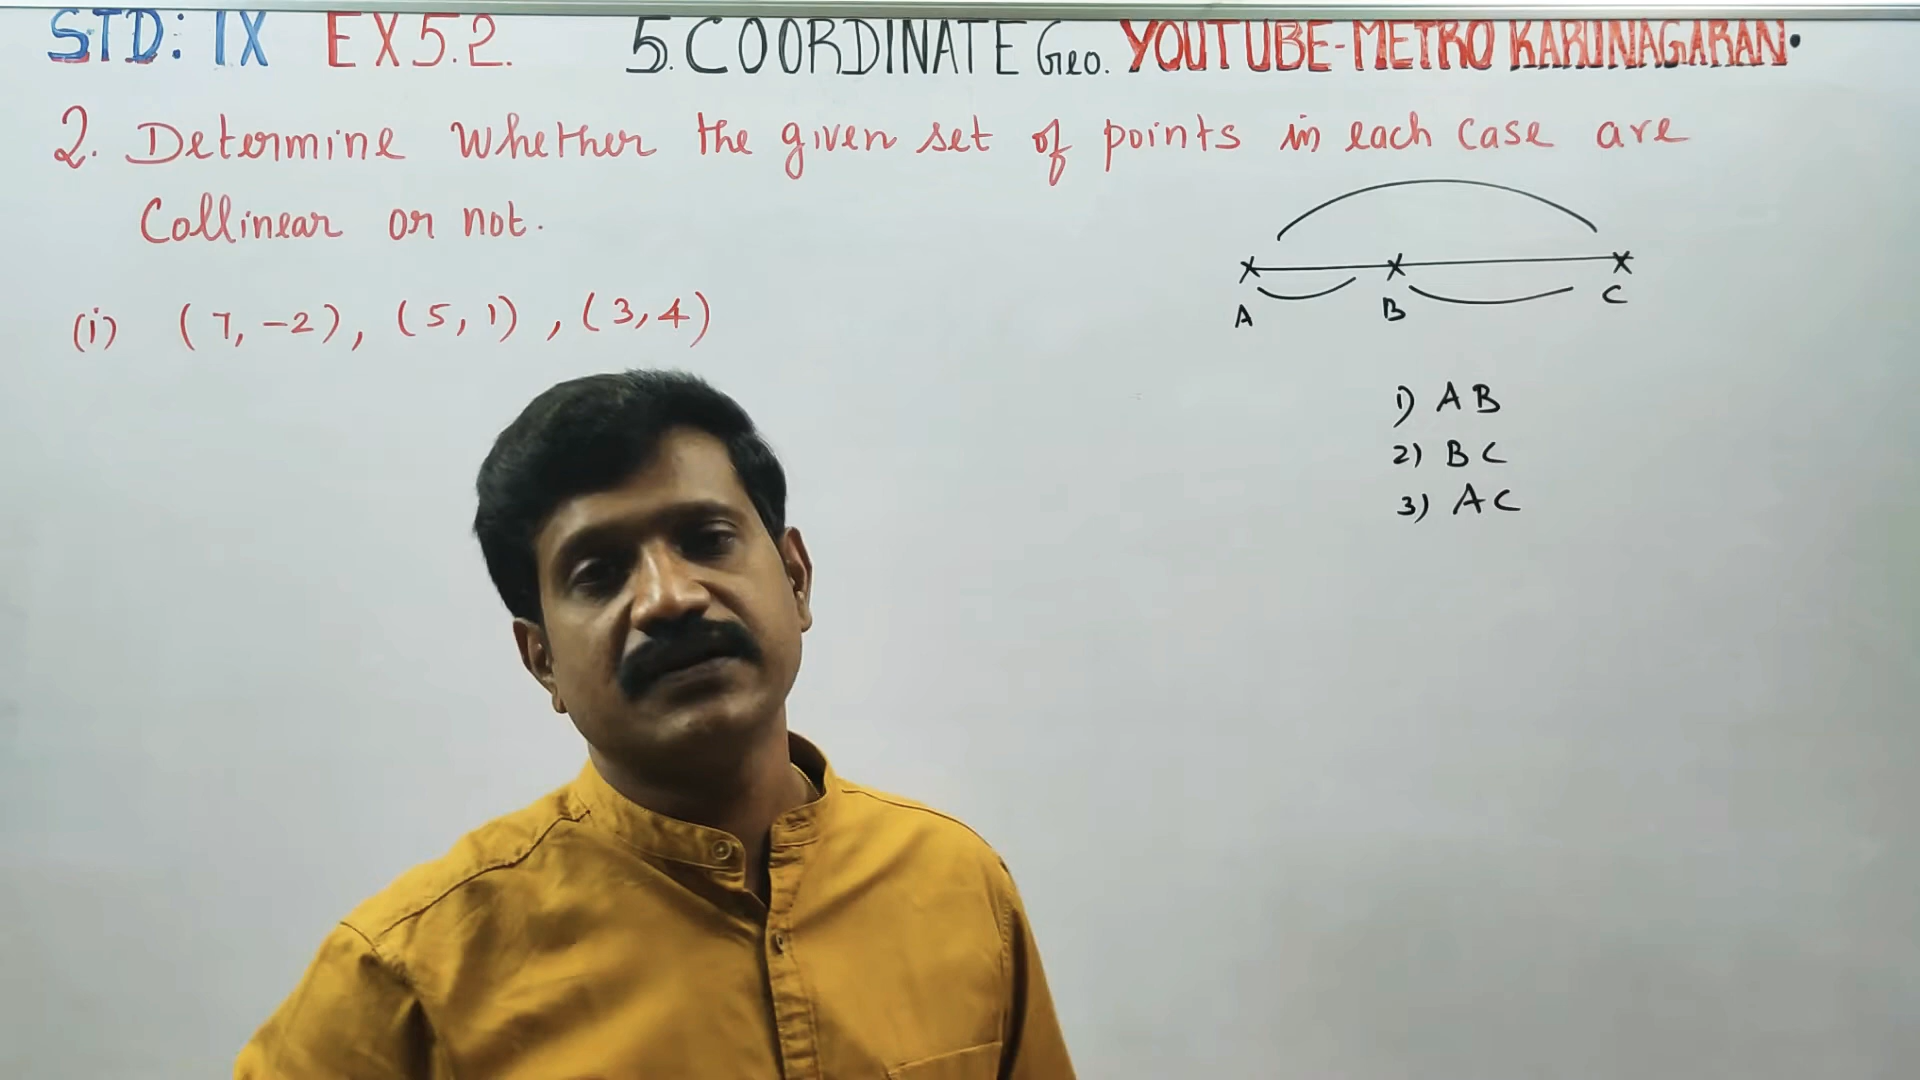 STD: IX EX 5.2. 5. COORDINATE Geo. YOUTUBE-METRO KARUNAGARAN.
2. Determine Whether the given set of points in each case are
Collinear or not.
(i) (7, -2), (5, 1), (3, 4)
A B C
1) AB
2) BC
3) AC